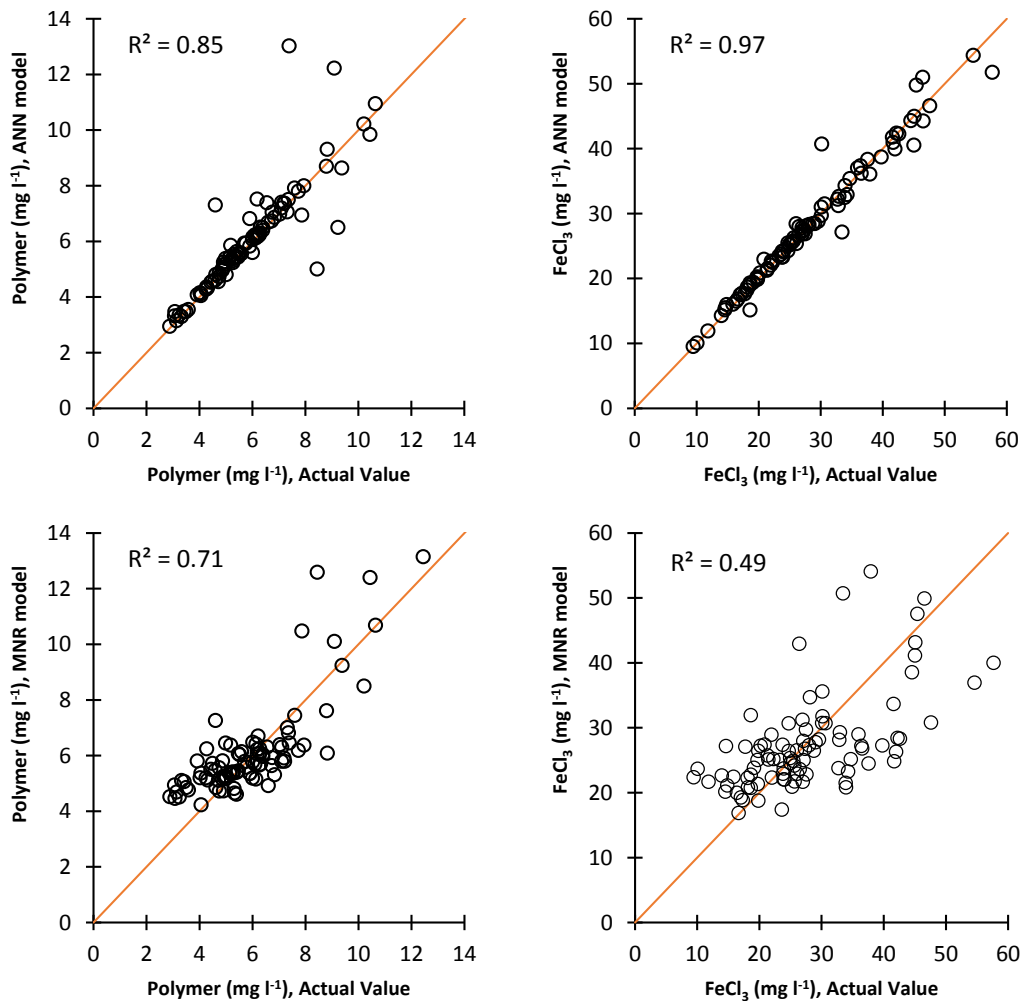 R² = 0.85
Polymer (mg l⁻¹), ANN model
14
12
10
8
6
4
2
0
0 2 4 6 8 10 12 14
Polymer (mg l⁻¹), Actual Value
R² = 0.97
FeCl₃ (mg l⁻¹), ANN model
60
50
40
30
20
10
0
0 10 20 30 40 50 60
FeCl₃ (mg l⁻¹), Actual Value
R² = 0.71
Polymer (mg l⁻¹), MNR model
14
12
10
8
6
4
2
0
0 2 4 6 8 10 12 14
Polymer (mg l⁻¹), Actual Value
R² = 0.49
FeCl₃ (mg l⁻¹), MNR model
60
50
40
30
20
10
0
0 10 20 30 40 50 60
FeCl₃ (mg l⁻¹), Actual Value